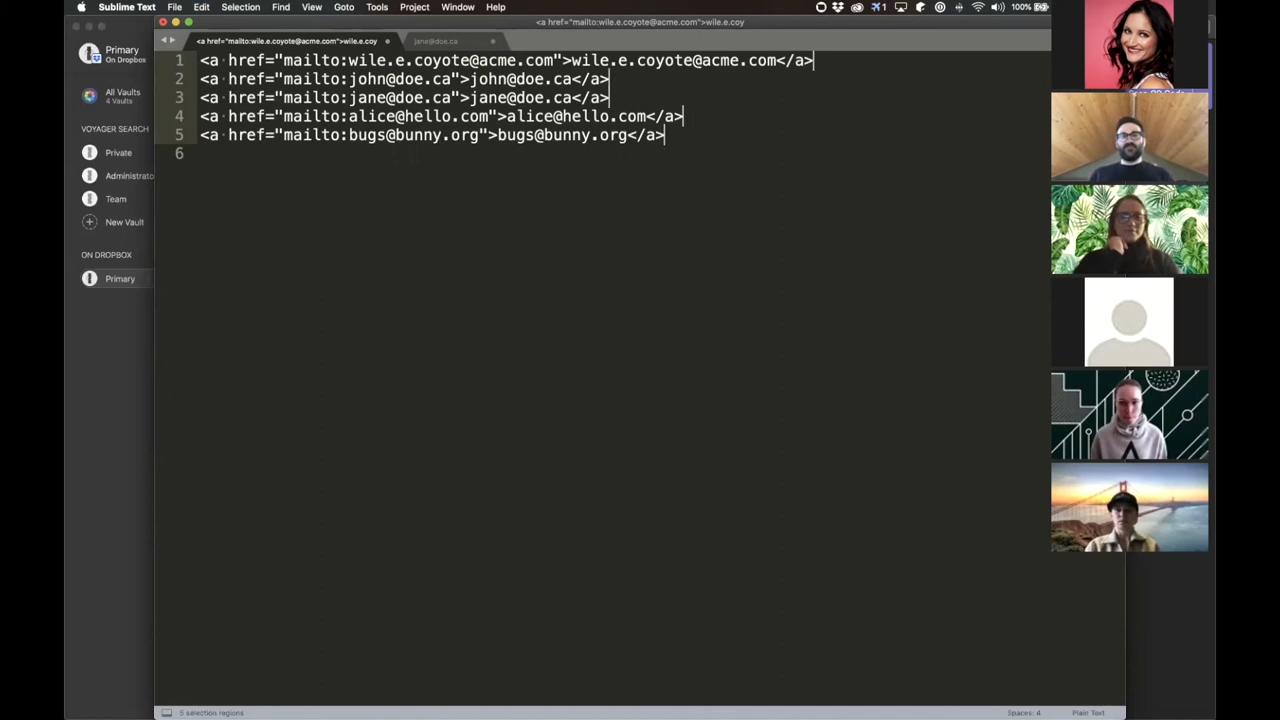 Sublime Text File Edit Selection Find View Goto Tools Project Window Help
1 100%
<a href="mailto:wile.e.coyote@acme.com">wile.e.coy
Primary
On Dropbox
All Vaults
4 Vaults
VOYAGER SEARCH
Private
Administrato
Team
New Vault
ON DROPBOX
Primary
<a href="mailto:wile.e.coyote@acme.com">wile.e.coy
jane@doe.ca
1 <a href="mailto:wile.e.coyote@acme.com">wile.e.coyote@acme.com</a>
2 <a href="mailto:john@doe.ca">john@doe.ca</a>
3 <a href="mailto:jane@doe.ca">jane@doe.ca</a>
4 <a href="mailto:alice@hello.com">alice@hello.com</a>
5 <a href="mailto:bugs@bunny.org">bugs@bunny.org</a>
6
5 selection regions
Spaces: 4
Plain Text